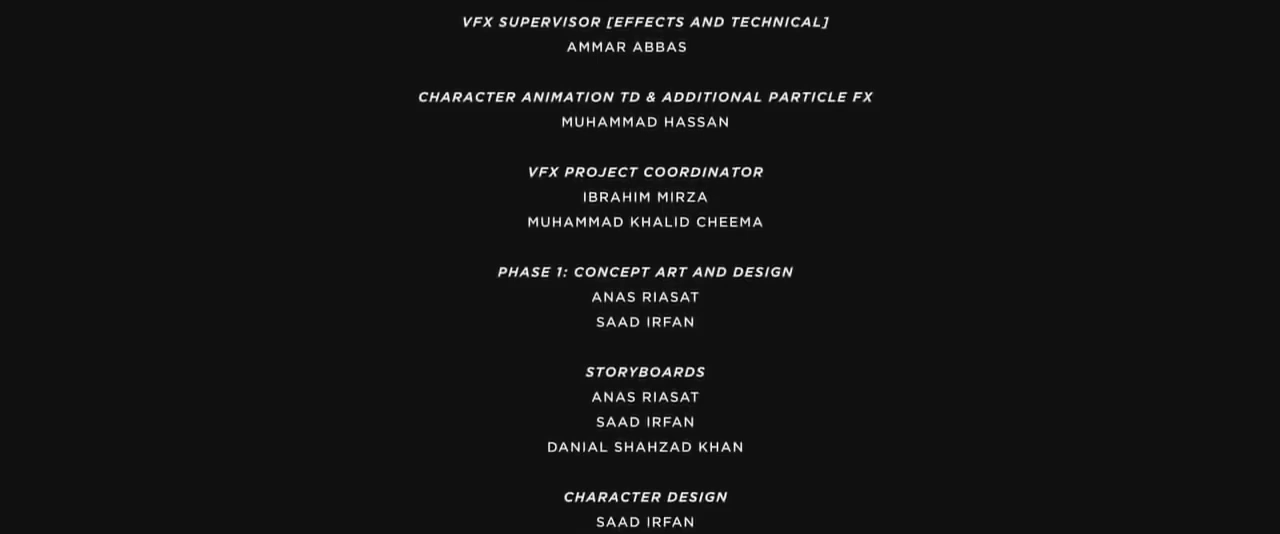 VFX SUPERVISOR [EFFECTS AND TECHNICAL]
AMMAR ABBAS
CHARACTER ANIMATION TD & ADDITIONAL PARTICLE FX
MUHAMMAD HASSAN
VFX PROJECT COORDINATOR
IBRAHIM MIRZA
MUHAMMAD KHALID CHEEMA
PHASE 1: CONCEPT ART AND DESIGN
ANAS RIASAT
SAAD IRFAN
STORYBOARDS
ANAS RIASAT
SAAD IRFAN
DANIAL SHAHZAD KHAN
CHARACTER DESIGN
SAAD IRFAN